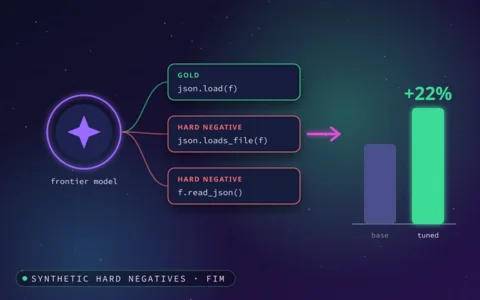 GOLD
json.load(f)
HARD NEGATIVE
json.loads_file(f)
HARD NEGATIVE
f.read_json()
frontier model
+22%
base
tuned
SYNTHETIC HARD NEGATIVES · FIM